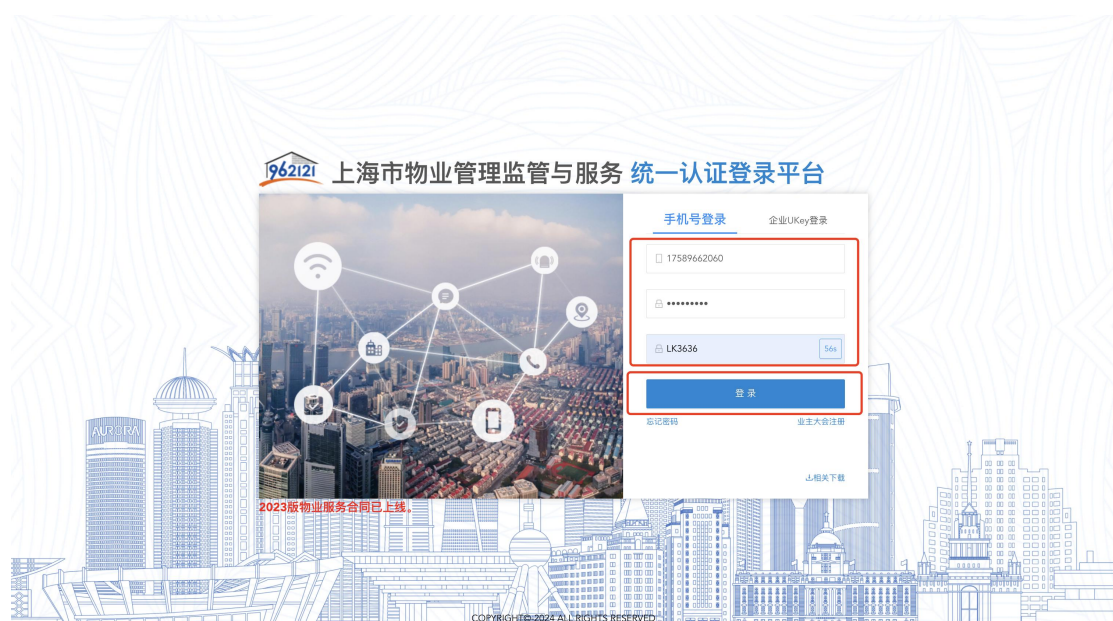 962121 上海市物业管理监管与服务 统一认证登录平台
手机号登录 企业UKey登录
17589662060
•••••••••
LK3636 56s
登 录
忘记密码 业主大会注册
相关下载
2023版物业服务合同已上线。
AURORA
COPYRIGHT© 2024 ALL RIGHTS RESERVED